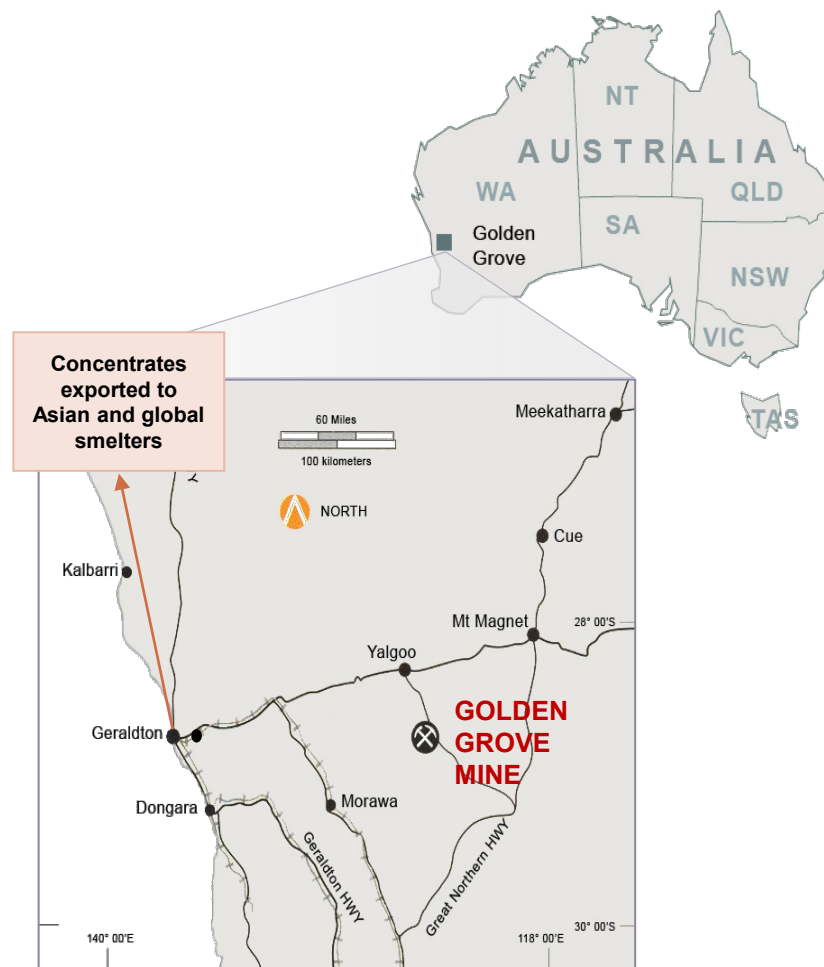 NT
AUSTRALIA
WA
QLD
SA
Golden
Grove
NSW
VIC
TAS
Concentrates
exported to
Asian and global
smelters
Y
60 Miles
100 kilometers
NORTH
Meekatharra
Cue
Kalbarri
Mt Magnet
28° 00'S
Yalgoo
GOLDEN
GROVE
MINE
Geraldton
Dongara
Morawa
Geraldton HWY
Great Northern HWY
30° 00'S
140° 00'E
118° 00'E